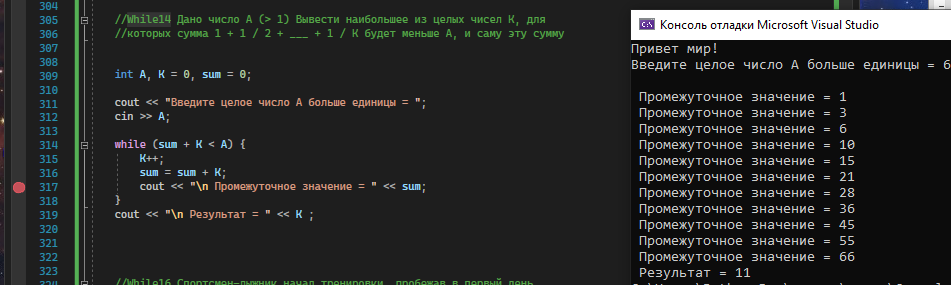 304
305 //While14 Дано число A (> 1) Вывести наибольшее из целых чисел K, для
306 //которых сумма 1 + 1 / 2 + ___ + 1 / K будет меньше A, и саму эту сумму
307
308
309 int A, K = 0, sum = 0;
310
311 cout << "Введите целое число A больше единицы = ";
312 cin >> A;
313
314 while (sum + K < A) {
315 K++;
316 sum = sum + K;
317 cout << "\n Промежуточное значение = " << sum;
318 }
319 cout << "\n Результат = " << K ;
320
321
322
323
324 //While16 Спортсмен-лыжник начал тренировки, пробежав в первый день
Консоль отладки Microsoft Visual Studio
Привет мир!
Введите целое число A больше единицы = 6
Промежуточное значение = 1
Промежуточное значение = 3
Промежуточное значение = 6
Промежуточное значение = 10
Промежуточное значение = 15
Промежуточное значение = 21
Промежуточное значение = 28
Промежуточное значение = 36
Промежуточное значение = 45
Промежуточное значение = 55
Промежуточное значение = 66
Результат = 11